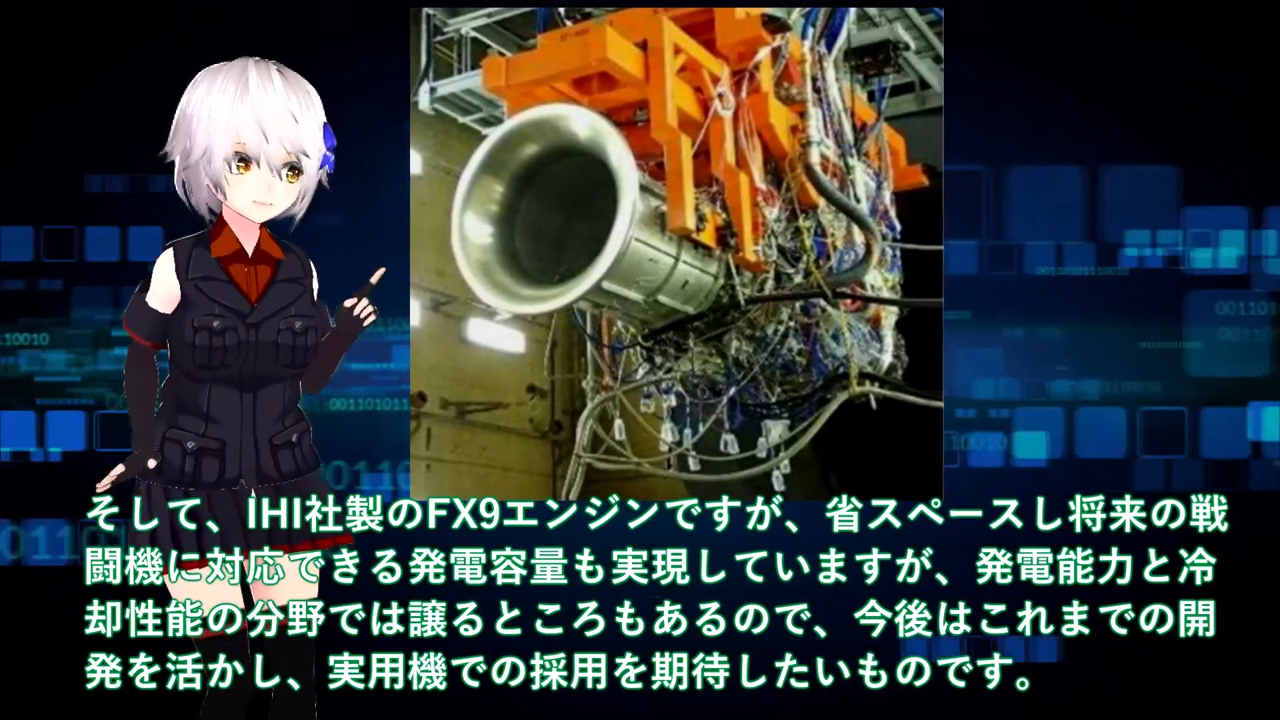 そして、IHI社製のFX9エンジンですが、省スペースし将来の戦
闘機に対応できる発電容量も実現していますが、発電能力と冷
却性能の分野では譲るところもあるので、今後はこれまでの開
発を活かし、実用機での採用を期待したいものです。
10010
00110101110010
001101
0011010111